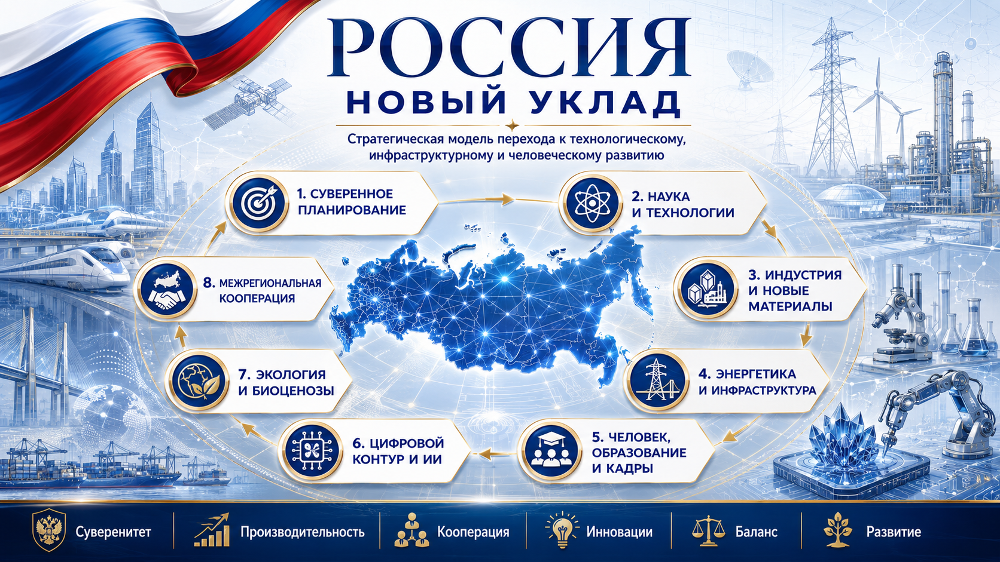 РОССИЯ
НОВЫЙ УКЛАД
Стратегическая модель перехода к технологическому,
инфраструктурному и человеческому развитию
1. СУВЕРЕННОЕ
ПЛАНИРОВАНИЕ
2. НАУКА
И ТЕХНОЛОГИИ
3. ИНДУСТРИЯ
И НОВЫЕ
МАТЕРИАЛЫ
4. ЭНЕРГЕТИКА
И ИНФРАСТРУКТУРА
5. ЧЕЛОВЕК,
ОБРАЗОВАНИЕ
И КАДРЫ
6. ЦИФРОВОЙ
КОНТУР И ИИ
7. ЭКОЛОГИЯ
И БИОЦЕНОЗЫ
8. МЕЖРЕГИОНАЛЬНАЯ
КООПЕРАЦИЯ
Суверенитет
Производительность
Кооперация
Инновации
Баланс
Развитие